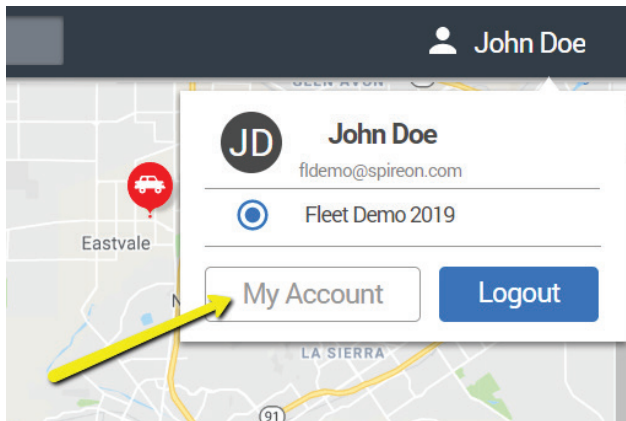 John Doe
GLEN AVON
JD
John Doe
fldemo@spireon.com
Fleet Demo 2019
Eastvale
My Account
Logout
N
LA SIERRA
91